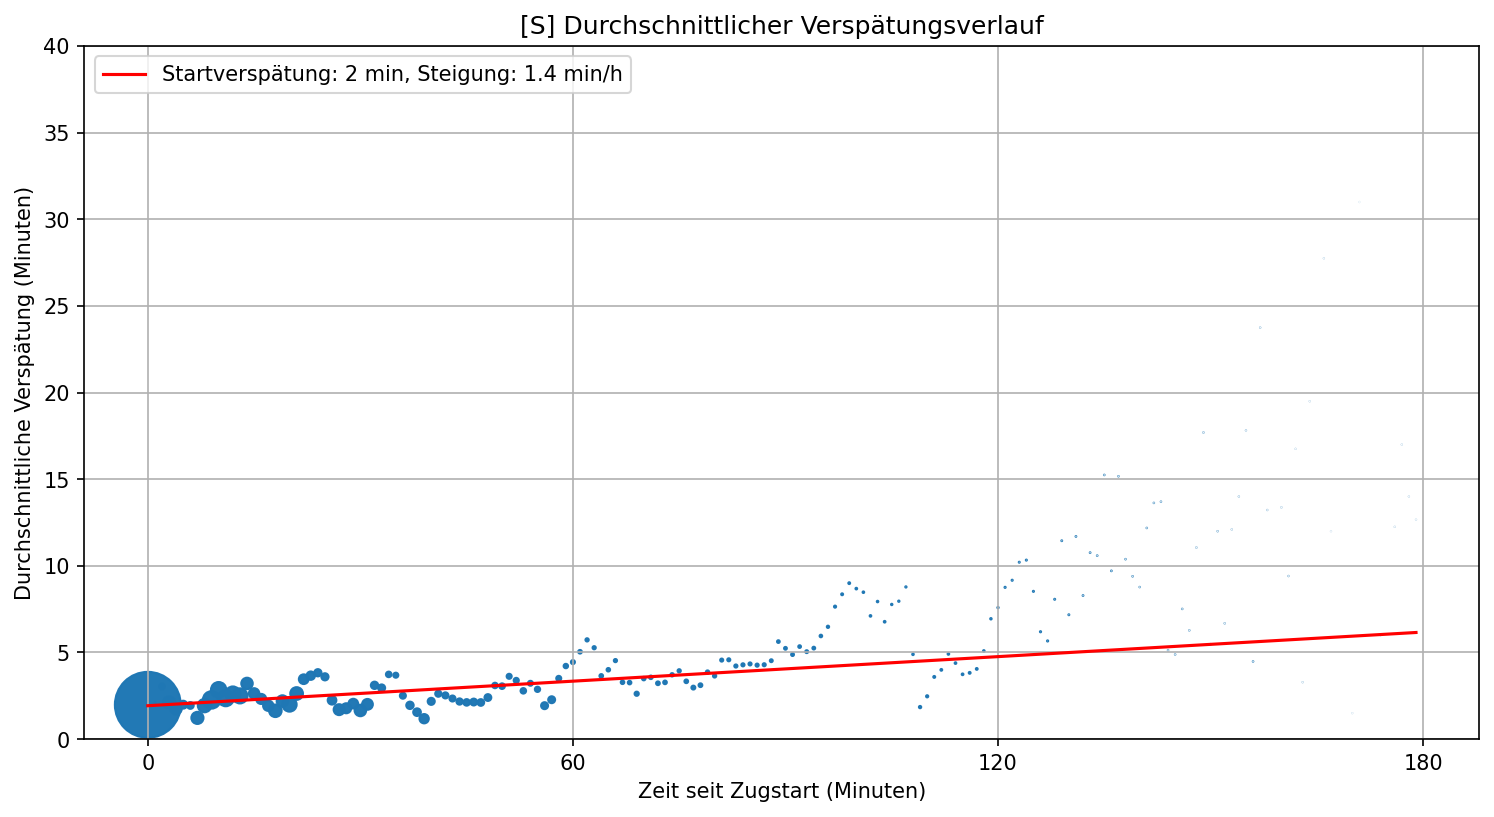 [S] Durchschnittlicher Verspätungsverlauf
Startverspätung: 2 min, Steigung: 1.4 min/h
Durchschnittliche Verspätung (Minuten)
40
35
30
25
20
15
10
5
0
0 60 120 180
Zeit seit Zugstart (Minuten)